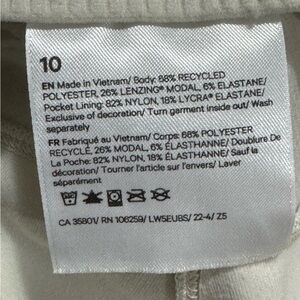 10
EN Made in Vietnam/ Body: 68% RECYCLED
POLYESTER, 26% LENZING® MODAL, 6% ELASTANE/
Pocket Lining: 82% NYLON, 18% LYCRA® ELASTANE/
Exclusive of decoration/ Turn garment inside out/ Wash
separately
FR Fabriqué au Vietnam/ Corps: 68% POLYESTER
RECYCLÉ, 26% MODAL, 6% ÉLASTHANNE/ Doublure De
La Poche: 82% NYLON, 18% ÉLASTHANNE/ Sauf la
décoration/ Tourner l'article sur l'envers/ Laver
séparément
CA 35801/ RN 106259/ LW5EUBS/ 22-4/ Z5